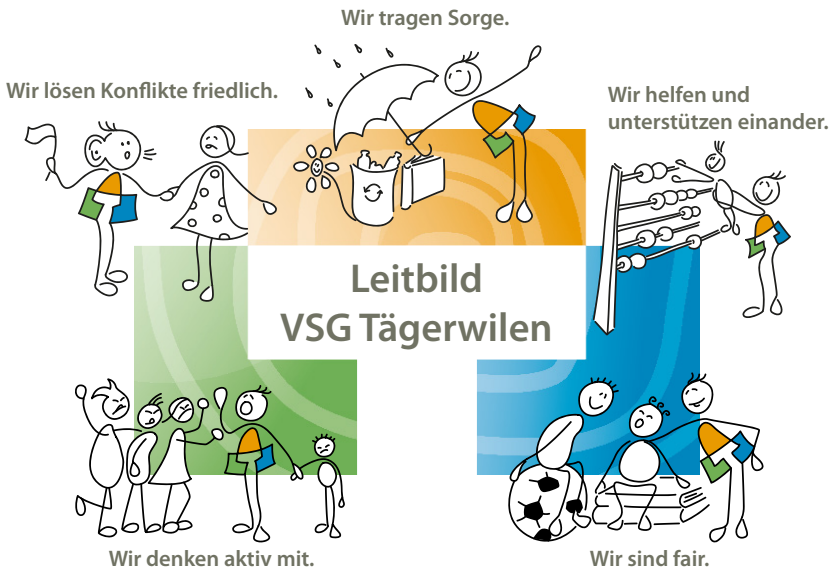 Wir tragen Sorge.
Wir lösen Konflikte friedlich.
Wir helfen und
unterstützen einander.
Leitbild
VSG Tägerwilen
Wir denken aktiv mit.
Wir sind fair.